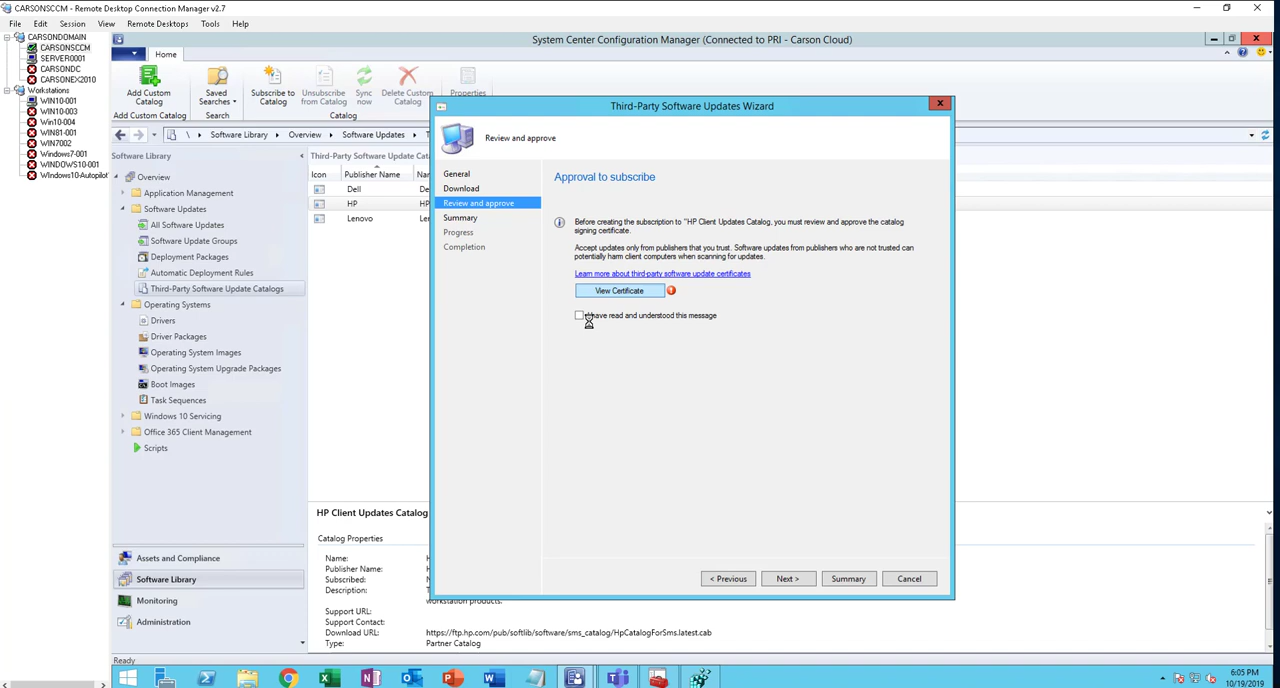 CARSONSCCM - Remote Desktop Connection Manager v2.7
File Edit Session View Remote Desktops Tools Help
CARSONDOMAIN
CARSONSCCM
SERVER0001
CARSONDC
CARSONEX2010
Workstations
WIN10-001
WIN10-003
Win10-004
WIN81-001
WIN7002
Windows7-001
WINDOWS10-001
Windows10-Autopilot
System Center Configuration Manager (Connected to PRI - Carson Cloud)
Home
Add Custom
Catalog
Saved
Searches
Subscribe to
Catalog
Unsubscribe
from Catalog
Sync
now
Delete Custom
Catalog
Properties
Add Custom Catalog
Search
Catalog
\ Software Library Overview Software Updates
Software Library
Overview
Application Management
Software Updates
All Software Updates
Software Update Groups
Deployment Packages
Automatic Deployment Rules
Third-Party Software Update Catalogs
Operating Systems
Drivers
Driver Packages
Operating System Images
Operating System Upgrade Packages
Boot Images
Task Sequences
Windows 10 Servicing
Office 365 Client Management
Scripts
Assets and Compliance
Software Library
Monitoring
Administration
Ready
Third-Party Software Update Cata
Icon Publisher Name Nan
Dell De
HP HP
Lenovo Ler
HP Client Updates Catalog
Catalog Properties
Name: H
Publisher Name: H
Subscribed: N
Description: T
workstation products.
Support URL:
Support Contact:
Download URL: https://ftp.hp.com/pub/softlib/software/sms_catalog/HpCatalogForSms.latest.cab
Type: Partner Catalog
Third-Party Software Updates Wizard
Review and approve
General
Download
Review and approve
Summary
Progress
Completion
Approval to subscribe
Before creating the subscription to "HP Client Updates Catalog, you must review and approve the catalog
signing certificate.
Accept updates only from publishers that you trust. Software updates from publishers who are not trusted can
potentially harm client computers when scanning for updates.
Learn more about third-party software update certificates
View Certificate
I have read and understood this message
< Previous Next > Summary Cancel
6:05 PM
10/19/2019